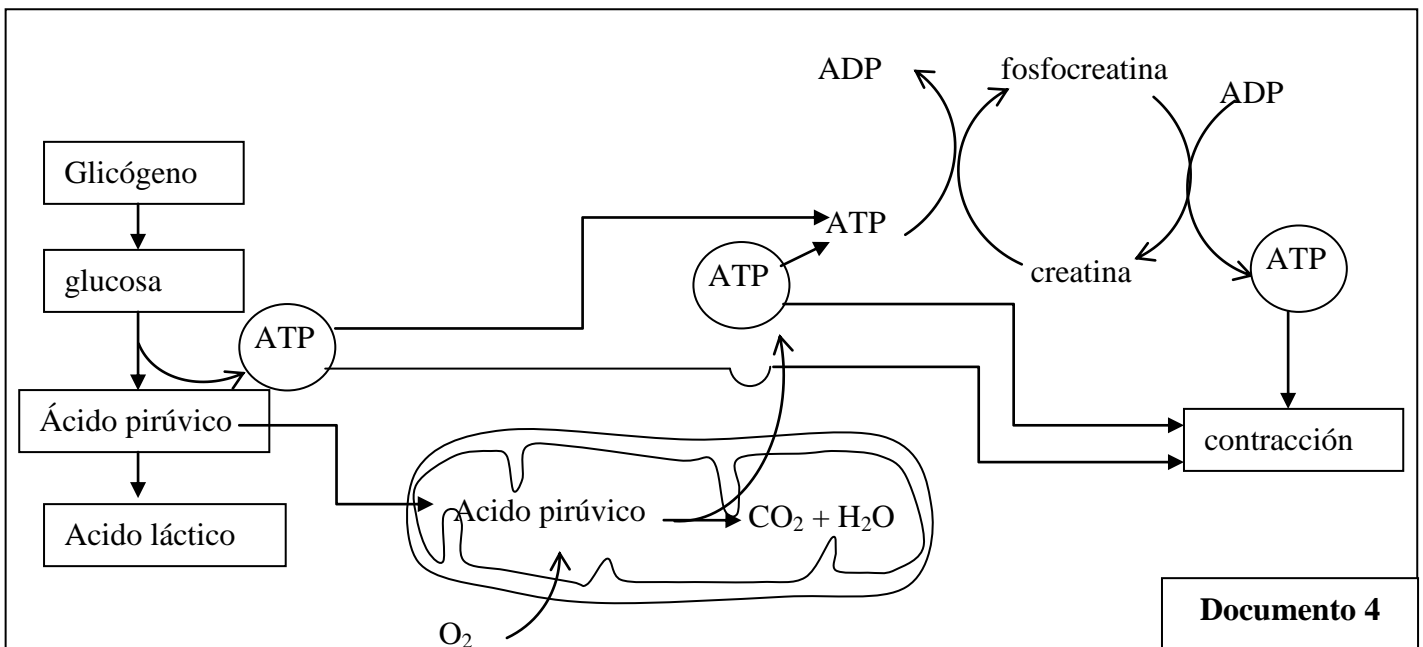 ADP
fosfocreatina
ADP
Glicógeno
ATP
glucosa
ATP
creatina
ATP
ATP
Ácido pirúvico
contracción
Acido láctico
Acido pirúvico
CO₂ + H₂O
O₂
Documento 4